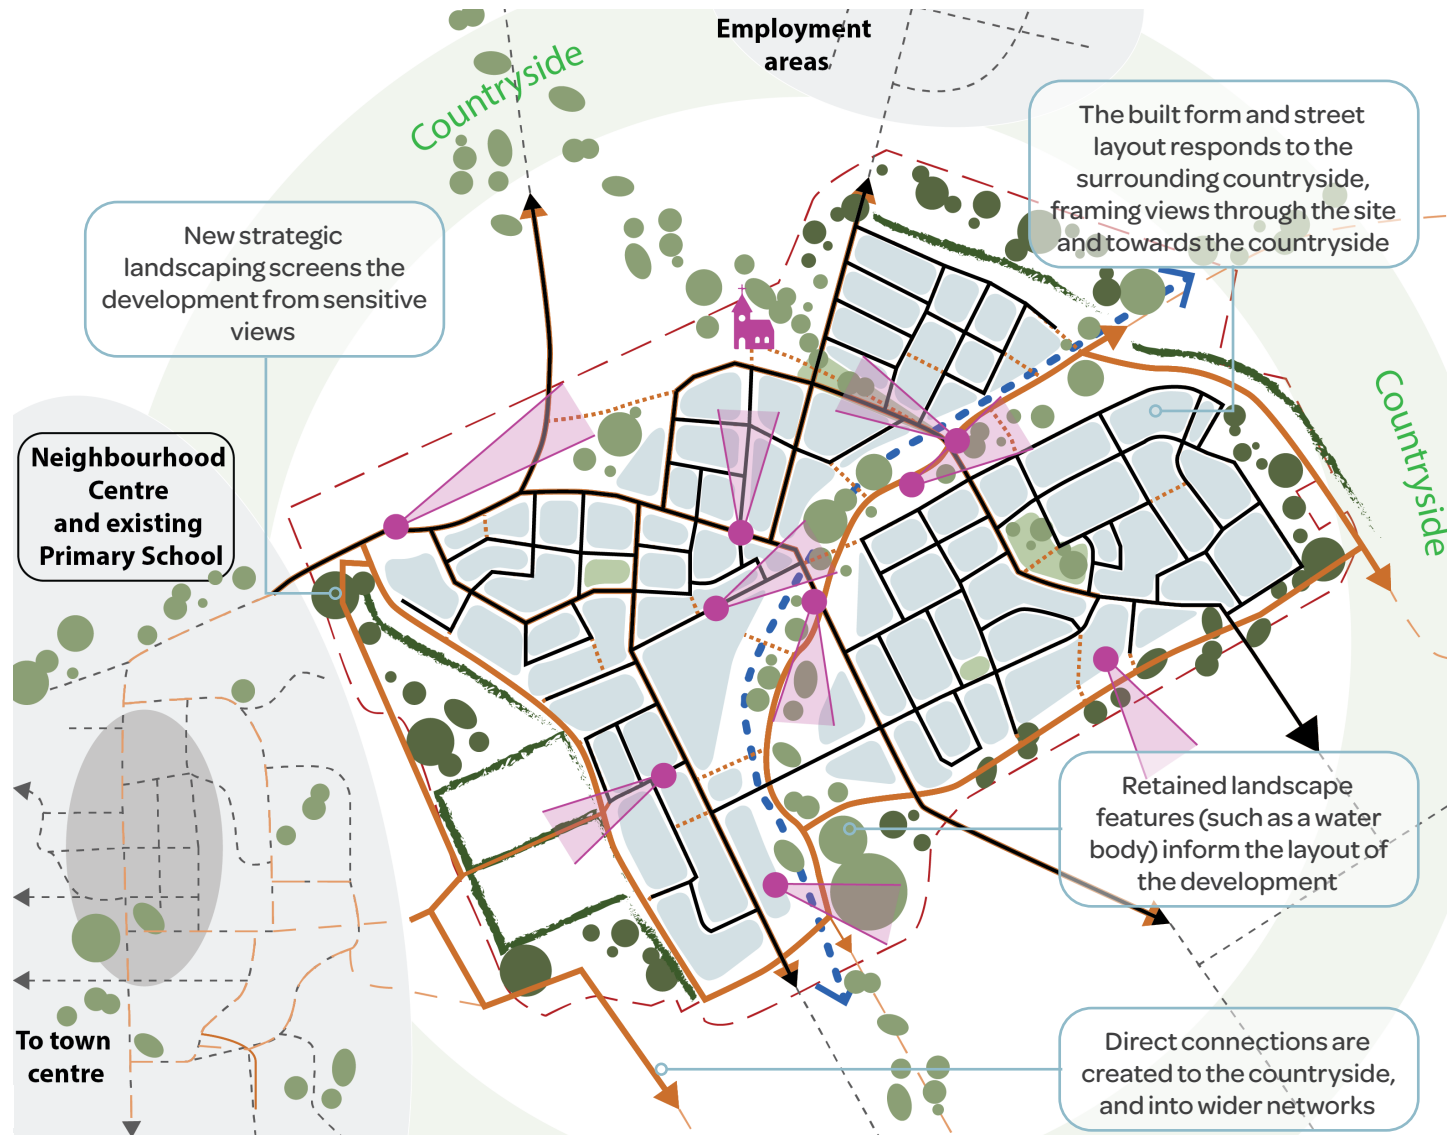 Employment
areas
Countryside
The built form and street
layout responds to the
surrounding countryside,
framing views through the site
and towards the countryside
New strategic
landscaping screens the
development from sensitive
views
Countryside
Neighbourhood
Centre
and existing
Primary School
Retained landscape
features (such as a water
body) inform the layout of
the development
To town
centre
Direct connections are
created to the countryside,
and into wider networks